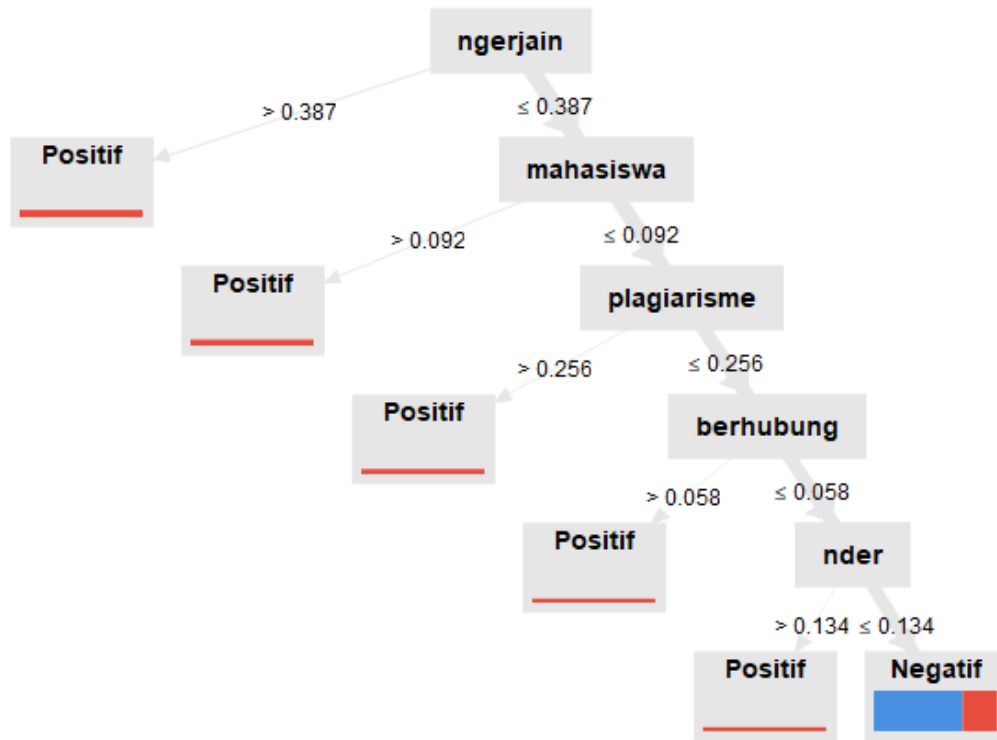 ngerjain
> 0.387
≤ 0.387
Positif
mahasiswa
> 0.092
≤ 0.092
Positif
plagiarisme
> 0.256
≤ 0.256
Positif
berhubung
> 0.058
≤ 0.058
Positif
nder
> 0.134
≤ 0.134
Positif
Negatif